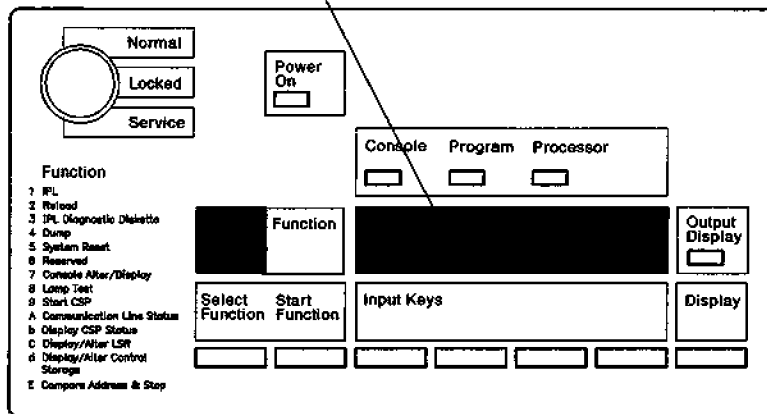 Normal
Locked
Service
Power
On
Console Program Processor
Function
1 IPL
2 Reload
3 IPL Diagnostic Diskette
4 Dump
5 System Reset
6 Reserved
7 Console Alter/Display
8 Lamp Test
9 Start CSP
A Communication Line Status
b Display CSP Status
C Display/Alter LSR
d Display/Alter Control
Storage
E Compare Address & Stop
Function
Output
Display
Select
Function
Start
Function
Input Keys
Display